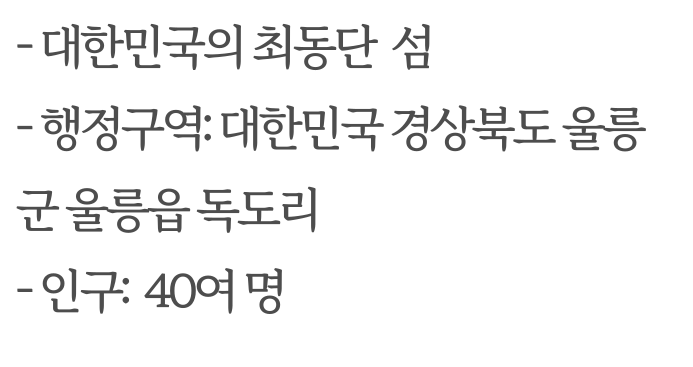 - 대한민국의 최동단 섬
- 행정구역: 대한민국 경상북도 울릉
군 울릉읍 독도리
- 인구: 40여 명